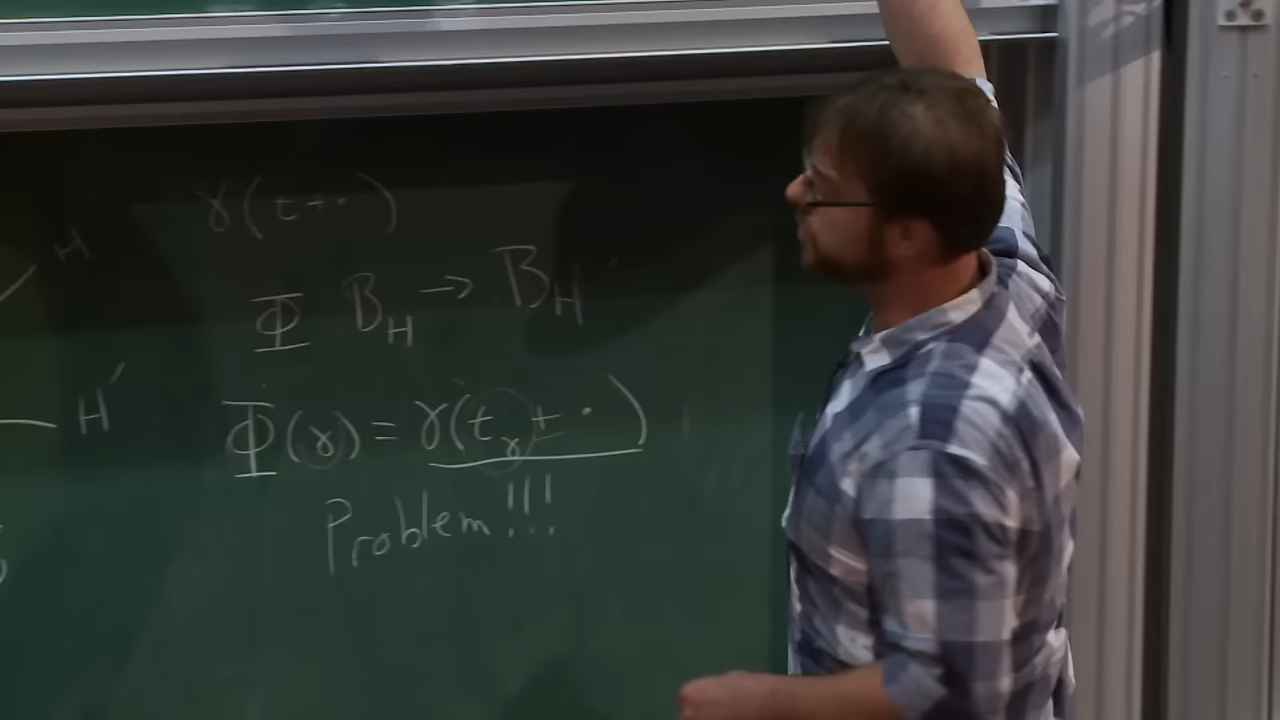 H
γ(t+·)
Φ B_H → B_H
H′
Φ(γ) = γ(t_γ + ·)
Problem!!!